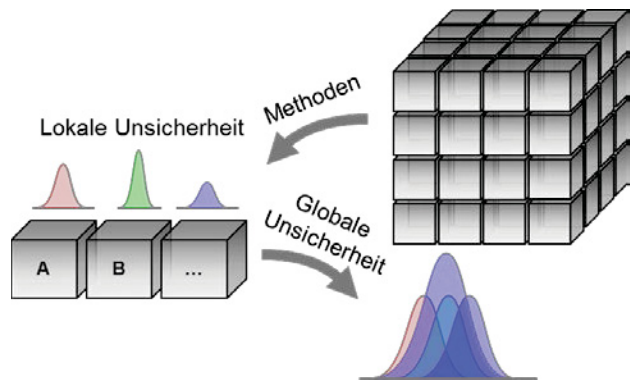 Methoden
Lokale Unsicherheit
Globale
Unsicherheit
A
B
...